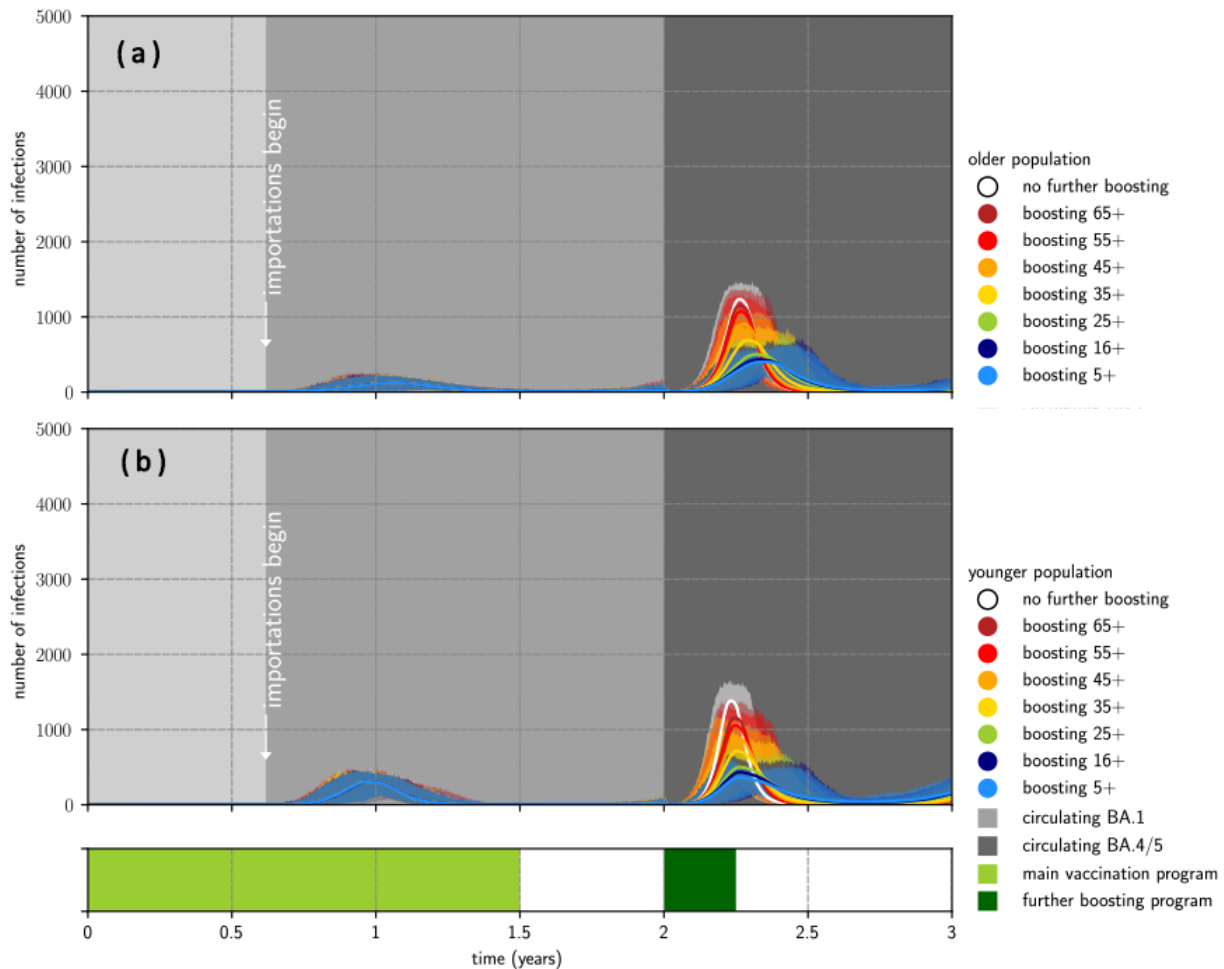 5000
(a)
4000
3000
2000
1000
0
number of infections
importations begin
older population
no further boosting
boosting 65+
boosting 55+
boosting 45+
boosting 35+
boosting 25+
boosting 16+
boosting 5+
5000
(b)
4000
3000
2000
1000
0
number of infections
importations begin
younger population
no further boosting
boosting 65+
boosting 55+
boosting 45+
boosting 35+
boosting 25+
boosting 16+
boosting 5+
circulating BA.1
circulating BA.4/5
main vaccination program
further boosting program
0 0.5 1 1.5 2 2.5 3
time (years)